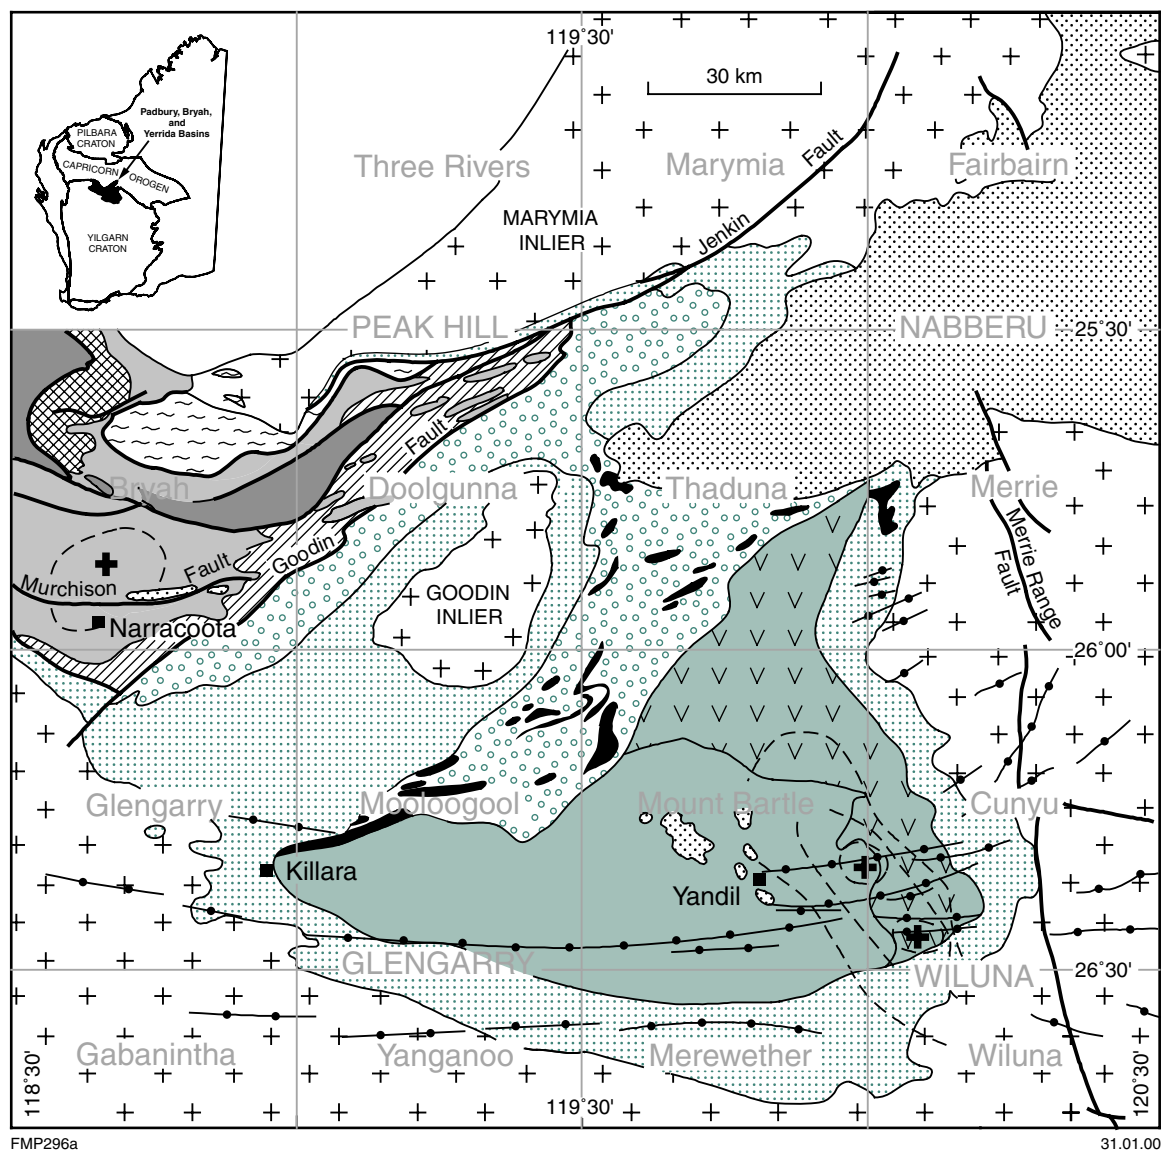 119°30'
30 km
Padbury, Bryah,
and
Yerrida Basins
PILBARA
CRATON
CAPRICORN
OROGEN
YILGARN
CRATON
Three Rivers
Marymia
Fault
Fairbairn
MARYMIA
INLIER
Jenkin
PEAK HILL
NABBERU
25°30'
Fault
Bryah
Doolgunna
Thaduna
Merrie
Goodin
Merrie Range
Fault
Murchison
Fault
GOODIN
INLIER
Narracoota
26°00'
Glengarry
Mooloogool
Mount Bartle
Cunyu
Killara
Yandil
GLENGARRY
WILUNA
26°30'
Gabanintha
Yanganoo
Merewether
Wiluna
118°30'
119°30'
120°30'
FMP296a
31.01.00